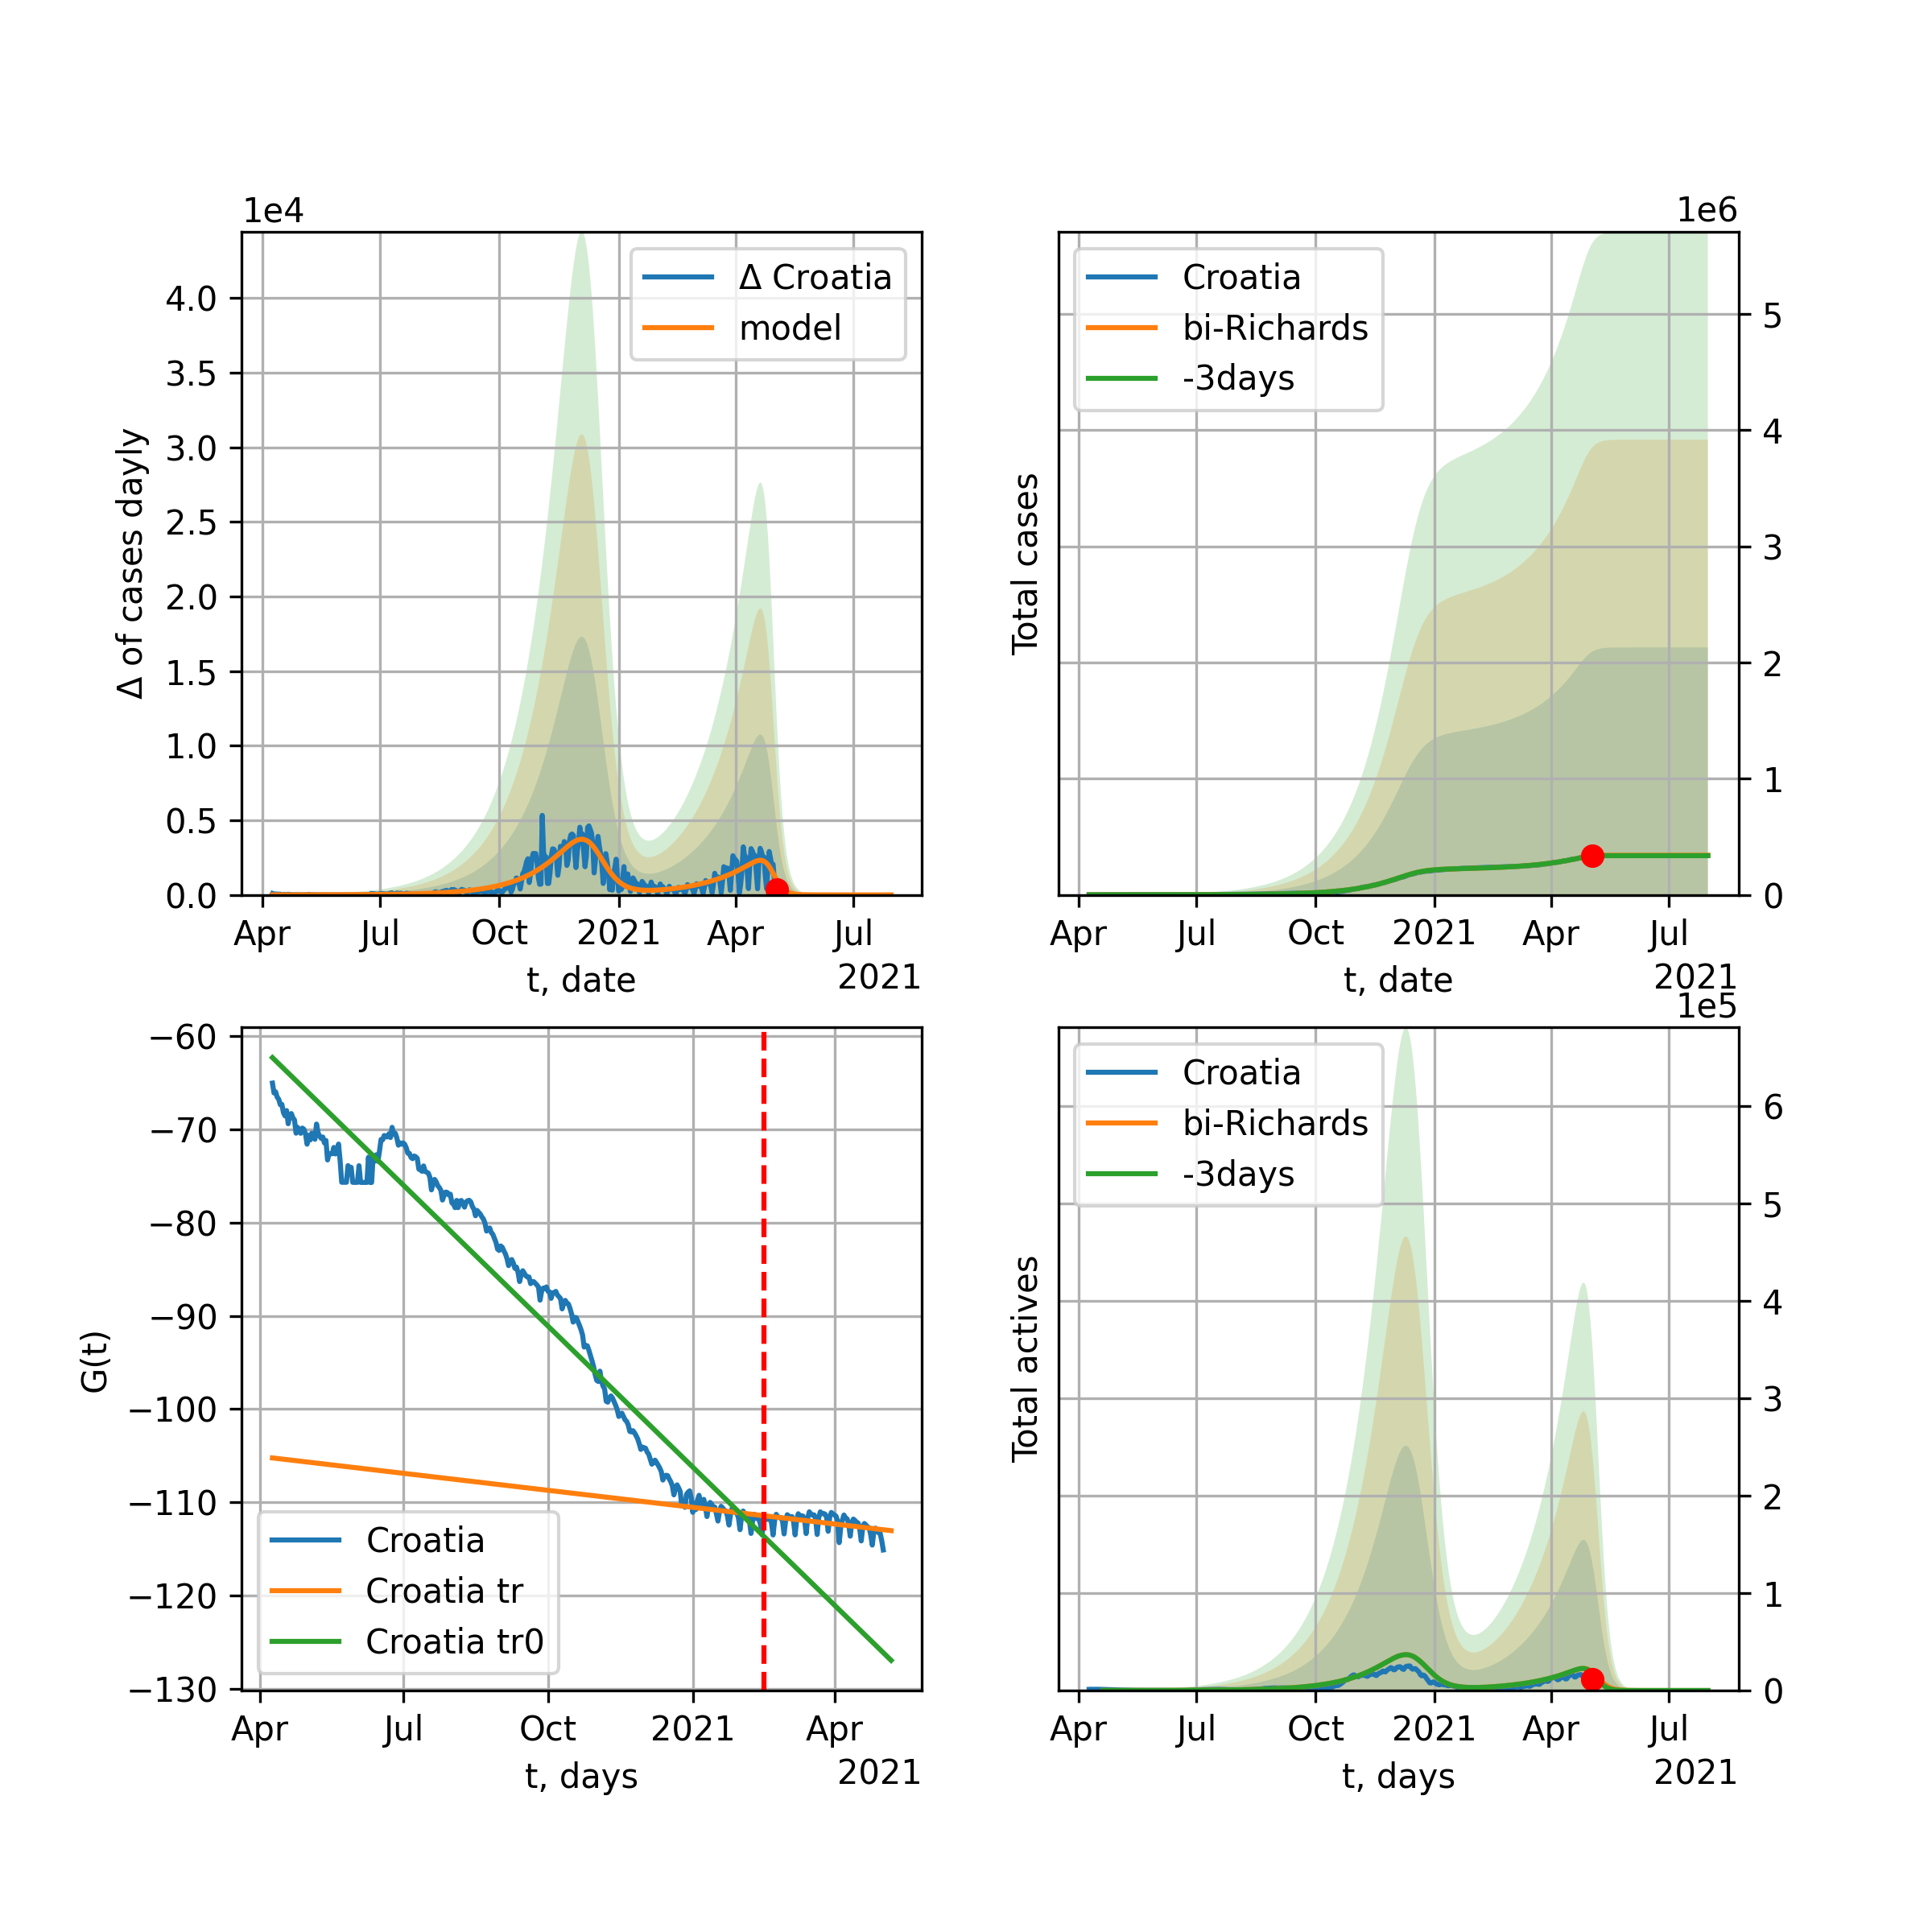 1e4
Δ of cases dayly
4.0
3.5
3.0
2.5
2.0
1.5
1.0
0.5
0.0
Δ Croatia
model
Apr Jul Oct 2021 Apr Jul
t, date
2021
1e6
Total cases
Croatia
bi-Richards
-3days
5
4
3
2
1
0
Apr Jul Oct 2021 Apr Jul
t, date
2021
G(t)
−60
−70
−80
−90
−100
−110
−120
−130
Croatia
Croatia tr
Croatia tr0
Apr Jul Oct 2021 Apr
t, days
2021
1e5
Total actives
Croatia
bi-Richards
-3days
6
5
4
3
2
1
0
Apr Jul Oct 2021 Apr Jul
t, days
2021